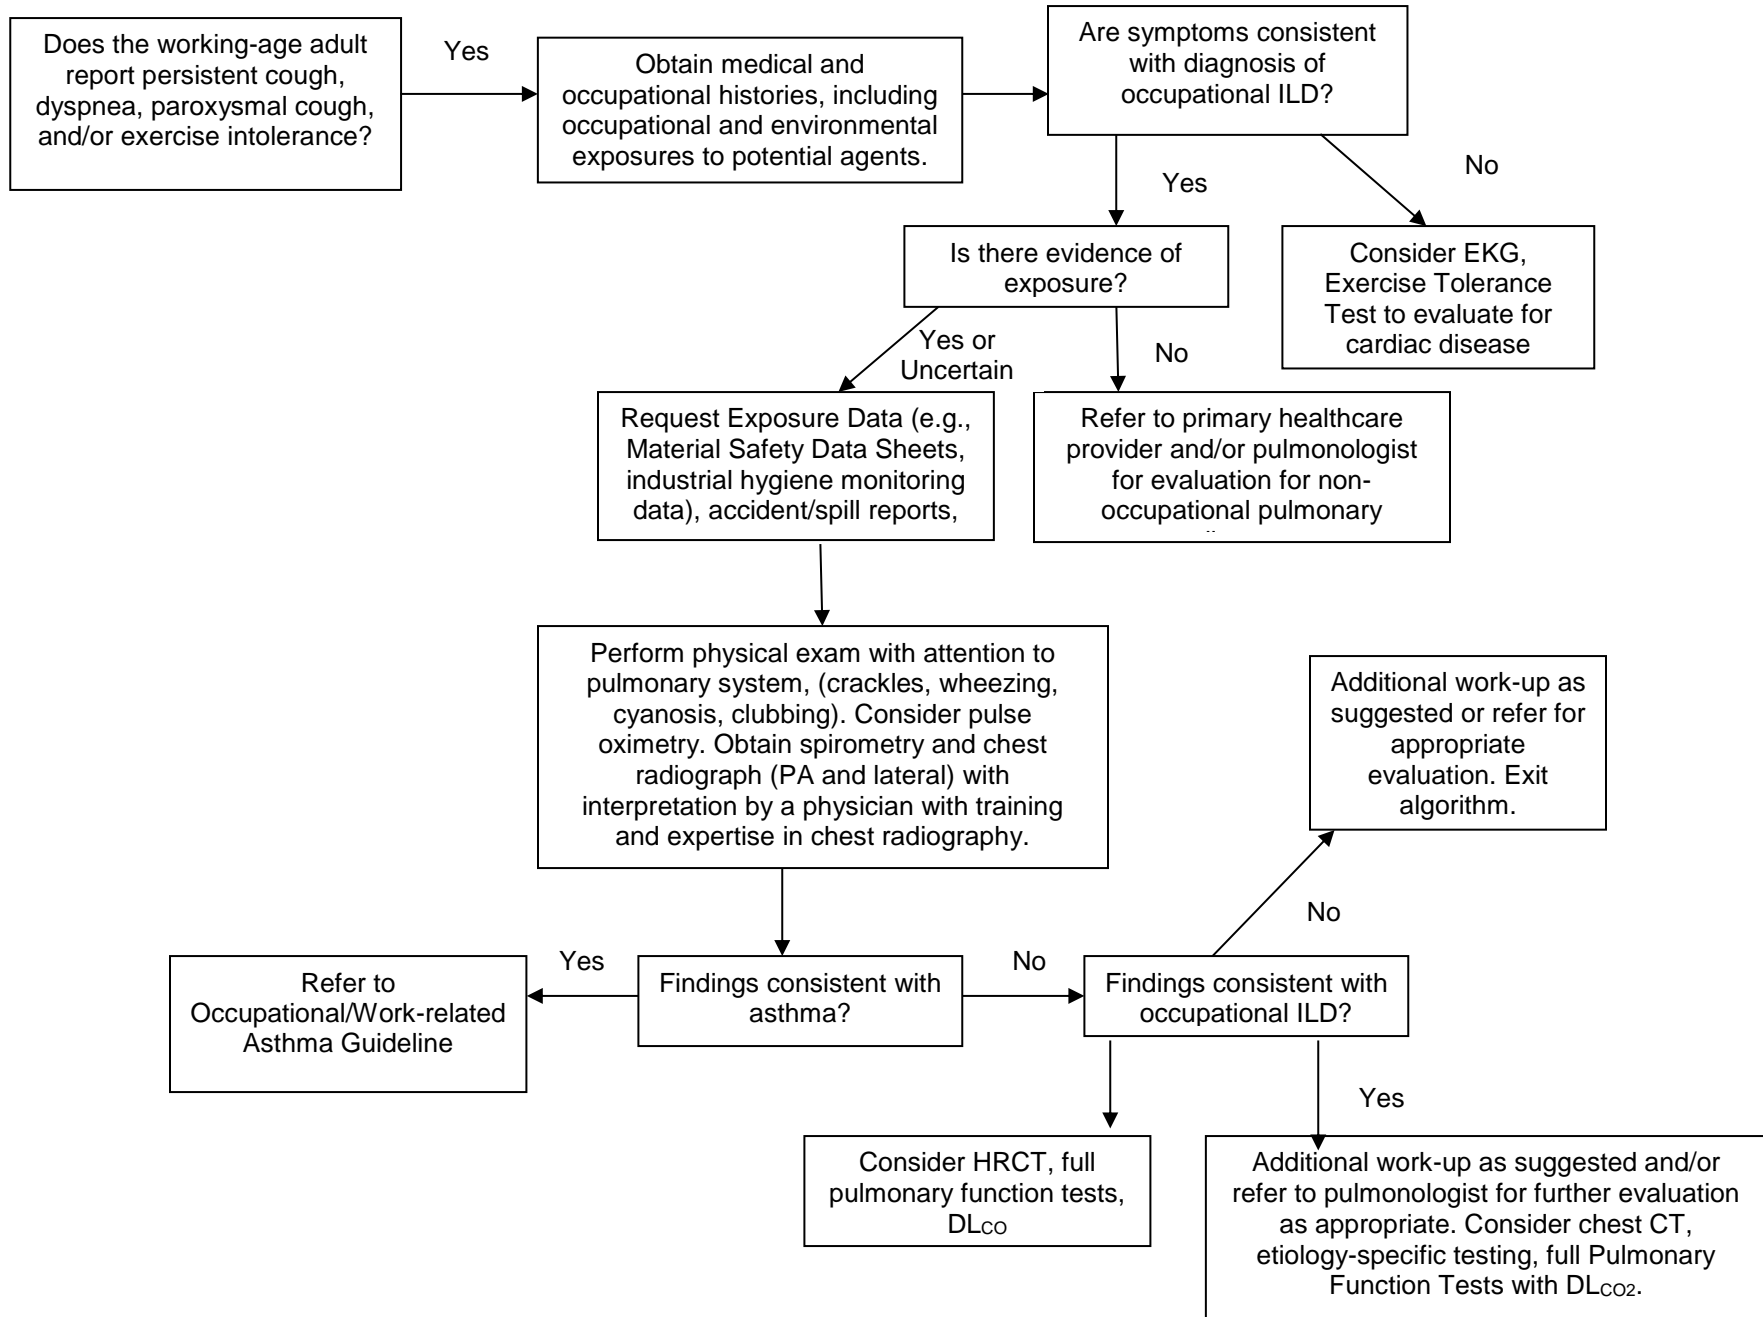 Does the working-age adult
report persistent cough,
dyspnea, paroxysmal cough,
and/or exercise intolerance?
Yes
Obtain medical and
occupational histories, including
occupational and environmental
exposures to potential agents.
Are symptoms consistent
with diagnosis of
occupational ILD?
Yes
No
Is there evidence of
exposure?
Consider EKG,
Exercise Tolerance
Test to evaluate for
cardiac disease
Yes or
Uncertain
No
Request Exposure Data (e.g.,
Material Safety Data Sheets,
industrial hygiene monitoring
data), accident/spill reports,
Refer to primary healthcare
provider and/or pulmonologist
for evaluation for non-
occupational pulmonary
Perform physical exam with attention to
pulmonary system, (crackles, wheezing,
cyanosis, clubbing). Consider pulse
oximetry. Obtain spirometry and chest
radiograph (PA and lateral) with
interpretation by a physician with training
and expertise in chest radiography.
Additional work-up as
suggested or refer for
appropriate
evaluation. Exit
algorithm.
No
Refer to
Occupational/Work-related
Asthma Guideline
Yes
Findings consistent with
asthma?
No
Findings consistent with
occupational ILD?
Yes
Consider HRCT, full
pulmonary function tests,
DLCO
Additional work-up as suggested and/or
refer to pulmonologist for further evaluation
as appropriate. Consider chest CT,
etiology-specific testing, full Pulmonary
Function Tests with DLCO2.